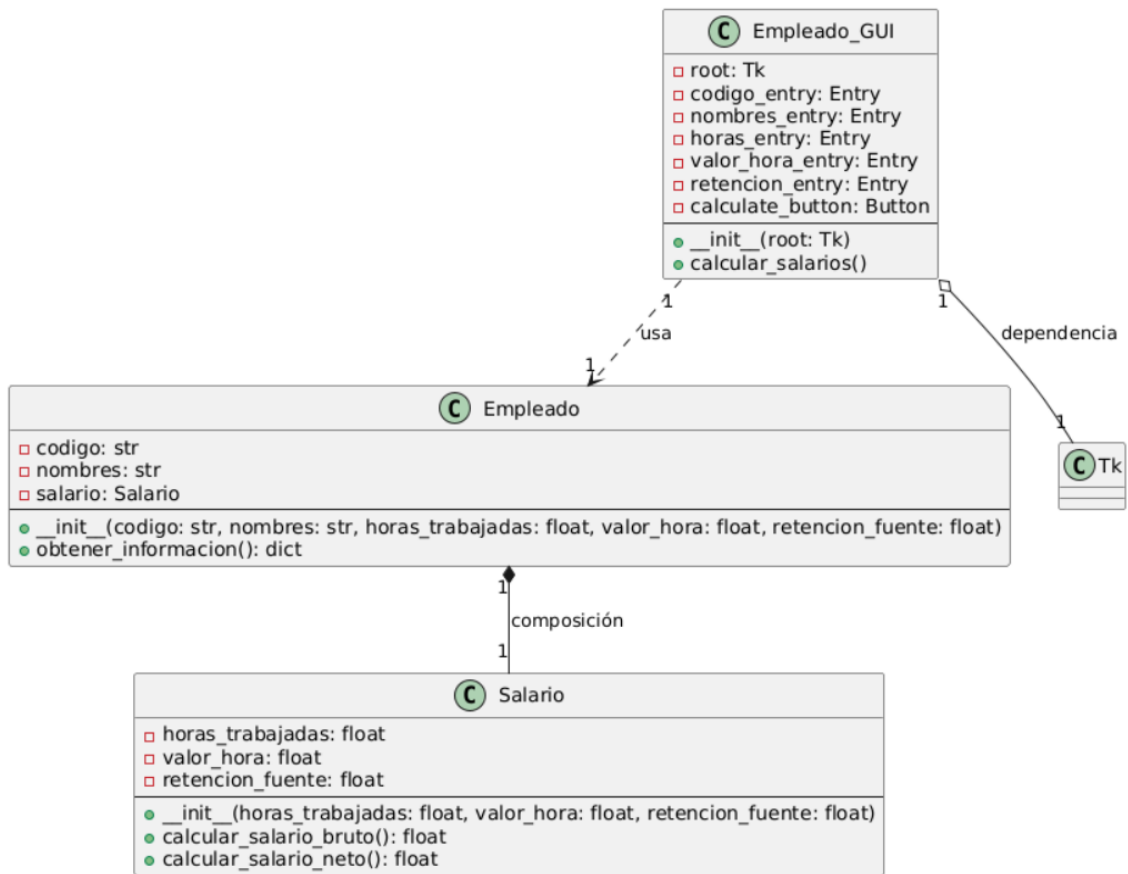 C Empleado_GUI
root: Tk
codigo_entry: Entry
nombres_entry: Entry
horas_entry: Entry
valor_hora_entry: Entry
retencion_entry: Entry
calculate_button: Button
__init__(root: Tk)
calcular_salarios()
1
1
usa
dependencia
1
1
C Empleado
codigo: str
nombres: str
salario: Salario
__init__(codigo: str, nombres: str, horas_trabajadas: float, valor_hora: float, retencion_fuente: float)
obtener_informacion(): dict
C Tk
1
composición
1
C Salario
horas_trabajadas: float
valor_hora: float
retencion_fuente: float
__init__(horas_trabajadas: float, valor_hora: float, retencion_fuente: float)
calcular_salario_bruto(): float
calcular_salario_neto(): float